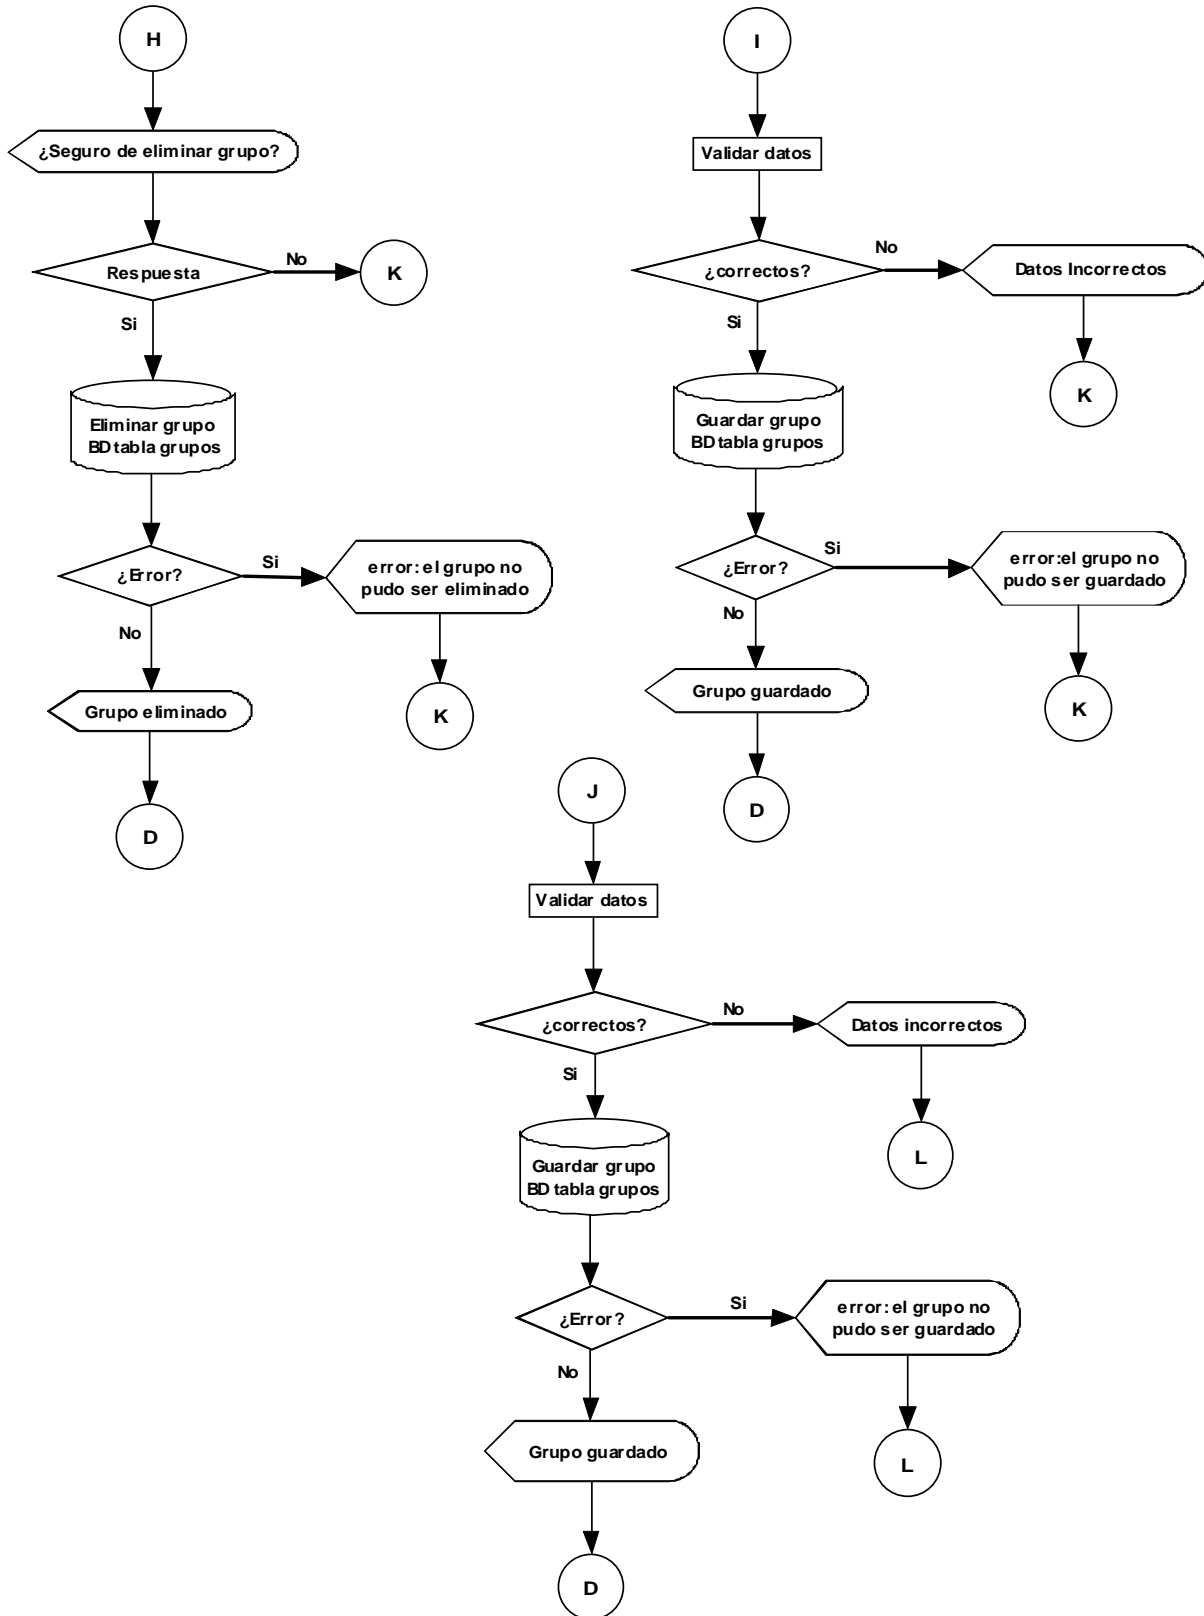 H
¿Seguro de eliminar grupo?
Respuesta
No
K
Si
Eliminar grupo
BD tabla grupos
¿Error?
Si
error: el grupo no
pudo ser eliminado
K
No
Grupo eliminado
D
I
Validar datos
¿correctos?
No
Datos Incorrectos
K
Si
Guardar grupo
BD tabla grupos
¿Error?
Si
error: el grupo no
pudo ser guardado
K
No
Grupo guardado
D
J
Validar datos
¿correctos?
No
Datos incorrectos
L
Si
Guardar grupo
BD tabla grupos
¿Error?
Si
error: el grupo no
pudo ser guardado
L
No
Grupo guardado
D